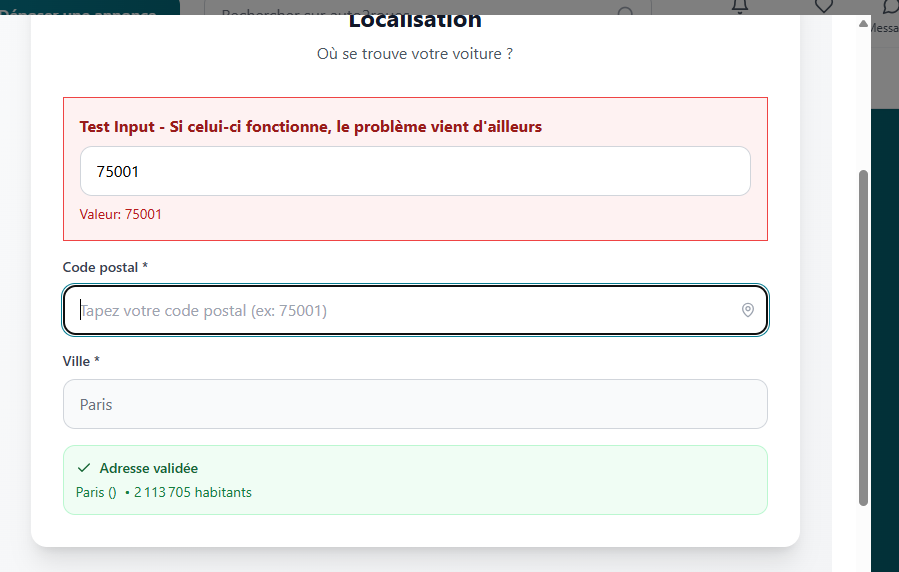 Déposer une annonce
Rechercher sur auto2roues
Messa
Localisation
Où se trouve votre voiture ?
Test Input - Si celui-ci fonctionne, le problème vient d'ailleurs
75001
Valeur: 75001
Code postal *
Tapez votre code postal (ex: 75001)
Ville *
Paris
Adresse validée
Paris () • 2 113 705 habitants